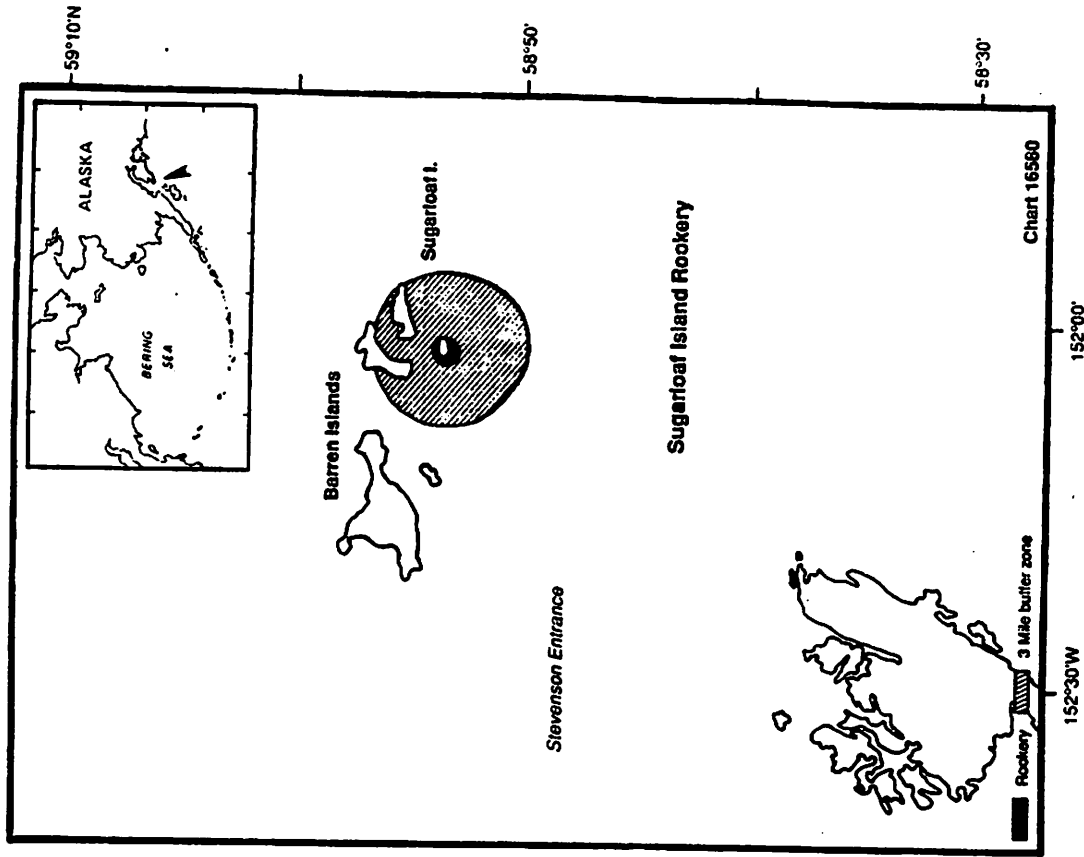 59°10'N
ALASKA
BERING
SEA
Barren Islands
Sugarloaf I.
58°50'
Stevenson Entrance
Sugarloaf Island Rookery
58°30'
Rookery
3 Mile buffer zone
Chart 16580
152°30'W
152°00'